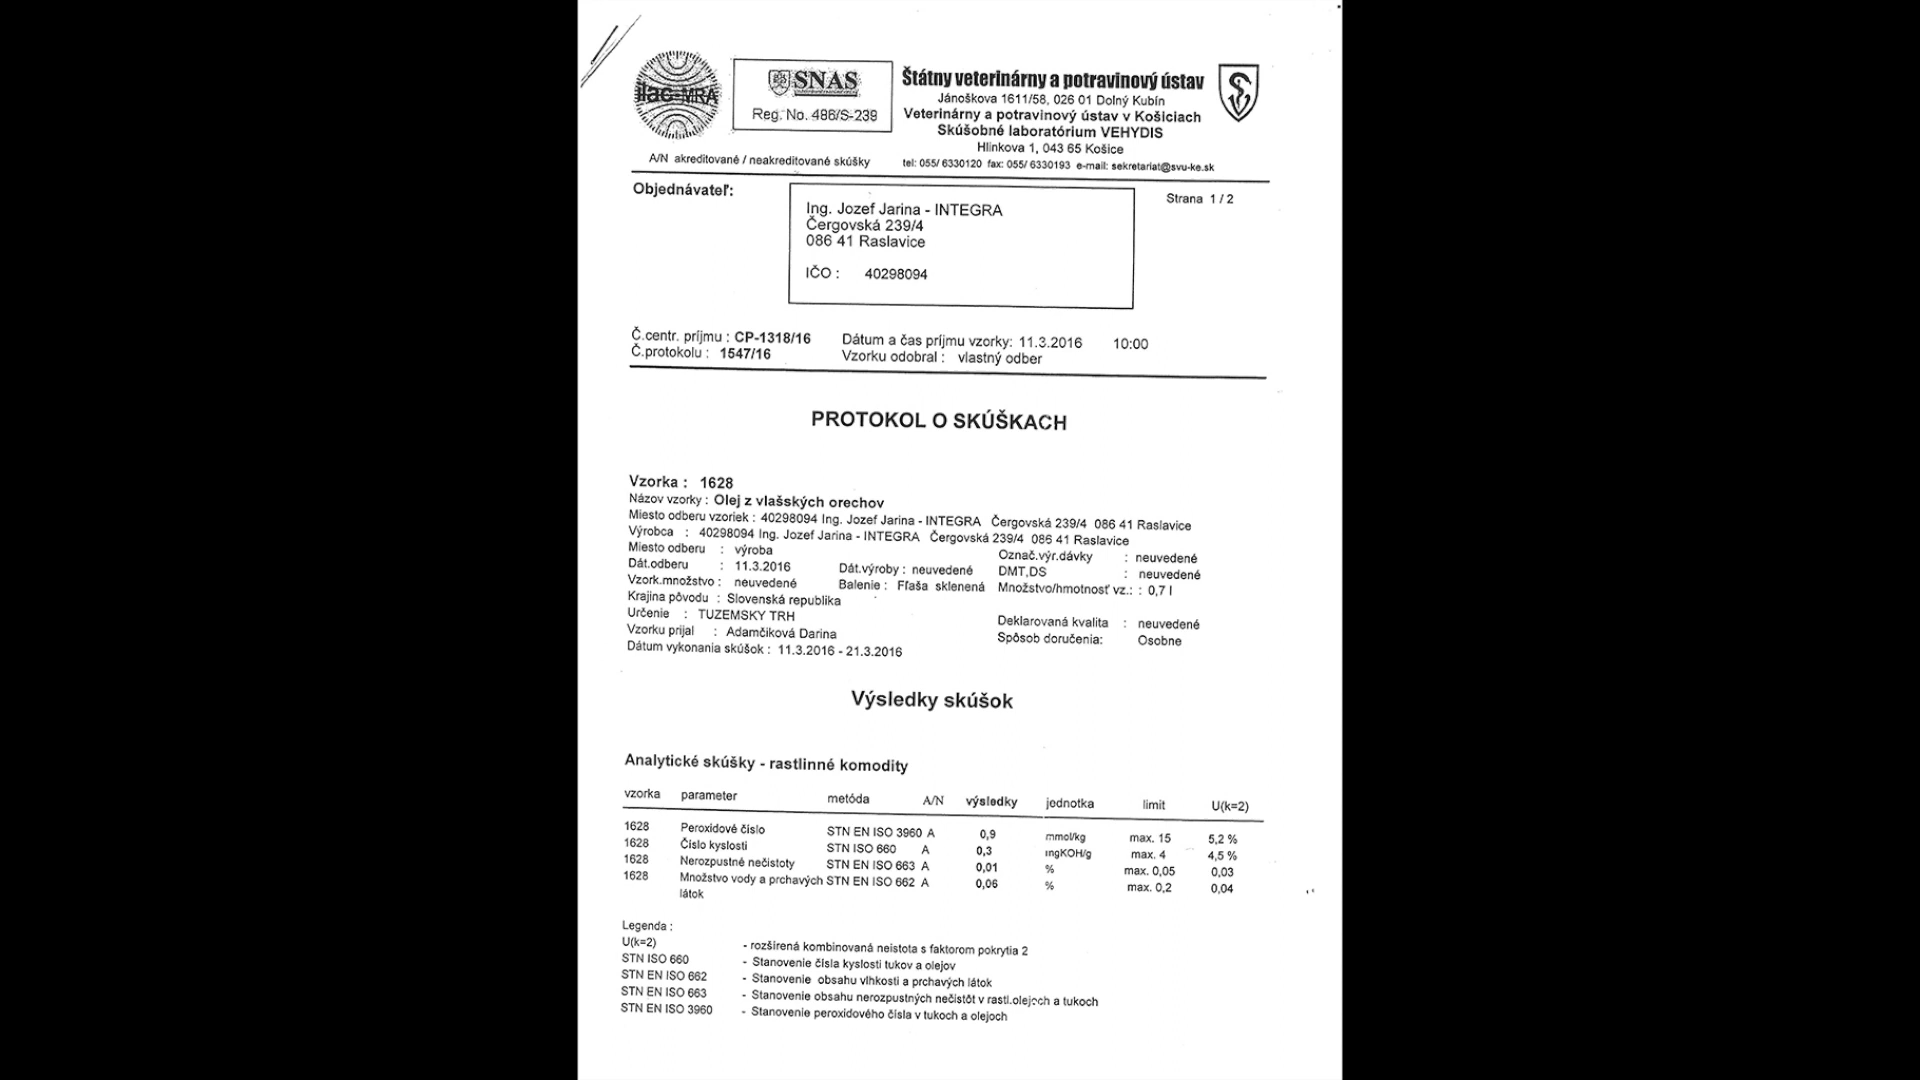 ilac-MRA
SNAS
Reg. No. 486/S-239
Štátny veterinárny a potravinový ústav
Jánoškova 1611/58, 026 01 Dolný Kubín
Veterinárny a potravinový ústav v Košiciach
Skúšobné laboratórium VEHYDIS
Hlinkova 1, 043 65 Košice
A/N akreditované / neakreditované skúšky
tel: 055/ 6330120 fax: 055/ 6330193 e-mail: sekretariat@svu-ke.sk
Objednávateľ:
Strana 1 / 2
Ing. Jozef Jarina - INTEGRA
Čergovská 239/4
086 41 Raslavice
IČO : 40298094
Č.centr. príjmu : CP-1318/16 Dátum a čas príjmu vzorky: 11.3.2016 10:00
Č.protokolu : 1547/16 Vzorku odobral : vlastný odber
PROTOKOL O SKÚŠKACH
Vzorka : 1628
Názov vzorky : Olej z vlašských orechov
Miesto odberu vzoriek : 40298094 Ing. Jozef Jarina - INTEGRA Čergovská 239/4 086 41 Raslavice
Výrobca : 40298094 Ing. Jozef Jarina - INTEGRA Čergovská 239/4 086 41 Raslavice
Miesto odberu : výroba Označ.výr.dávky : neuvedené
Dát.odberu : 11.3.2016 Dát.výroby : neuvedené DMT,DS : neuvedené
Vzork.množstvo : neuvedené Balenie : Fľaša sklenená Množstvo/hmotnosť vz.: : 0,7 l
Krajina pôvodu : Slovenská republika
Určenie : TUZEMSKY TRH Deklarovaná kvalita : neuvedené
Vzorku prijal : Adamčiková Darina Spôsob doručenia: Osobne
Dátum vykonania skúšok : 11.3.2016 - 21.3.2016
Výsledky skúšok
Analytické skúšky - rastlinné komodity
vzorka parameter metóda A/N výsledky jednotka limit U(k=2)
1628 Peroxidové číslo STN EN ISO 3960 A 0,9 mmol/kg max. 15 5,2 %
1628 Číslo kyslosti STN ISO 660 A 0,3 mgKOH/g max. 4 4,5 %
1628 Nerozpustné nečistoty STN EN ISO 663 A 0,01 % max. 0,05 0,03
1628 Množstvo vody a prchavých STN EN ISO 662 A 0,06 % max. 0,2 0,04
látok
Legenda :
U(k=2) - rozšírená kombinovaná neistota s faktorom pokrytia 2
STN ISO 660 - Stanovenie čísla kyslosti tukov a olejov
STN EN ISO 662 - Stanovenie obsahu vlhkosti a prchavých látok
STN EN ISO 663 - Stanovenie obsahu nerozpustných nečistôt v rastl.olejoch a tukoch
STN EN ISO 3960 - Stanovenie peroxidového čísla v tukoch a olejoch